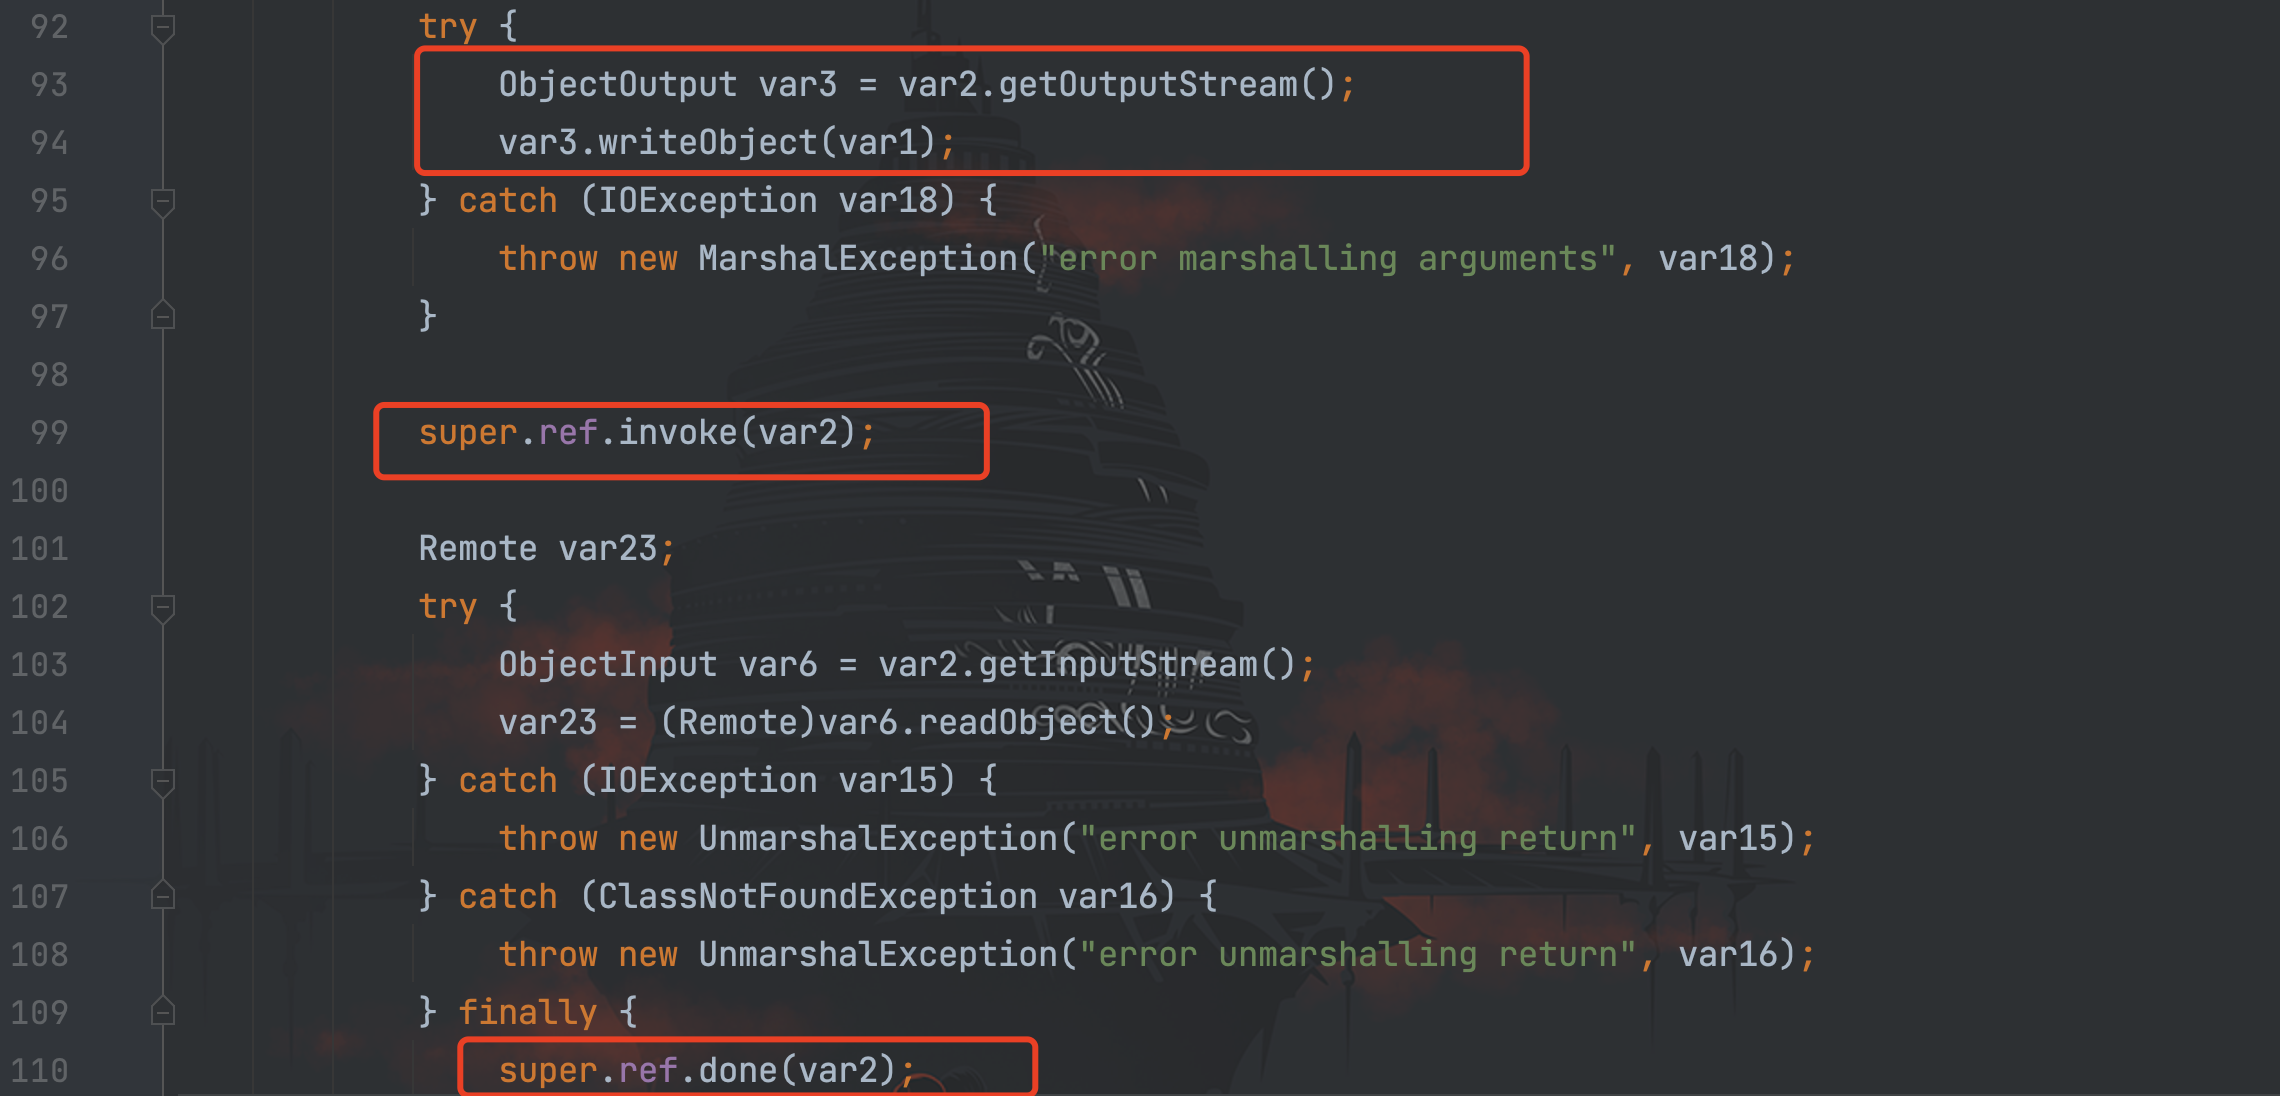 92 try {
93 ObjectOutput var3 = var2.getOutputStream();
94 var3.writeObject(var1);
95 } catch (IOException var18) {
96 throw new MarshalException("error marshalling arguments", var18);
97 }
98
99 super.ref.invoke(var2);
100
101 Remote var23;
102 try {
103 ObjectInput var6 = var2.getInputStream();
104 var23 = (Remote)var6.readObject();
105 } catch (IOException var15) {
106 throw new UnmarshalException("error unmarshalling return", var15);
107 } catch (ClassNotFoundException var16) {
108 throw new UnmarshalException("error unmarshalling return", var16);
109 } finally {
110 super.ref.done(var2);